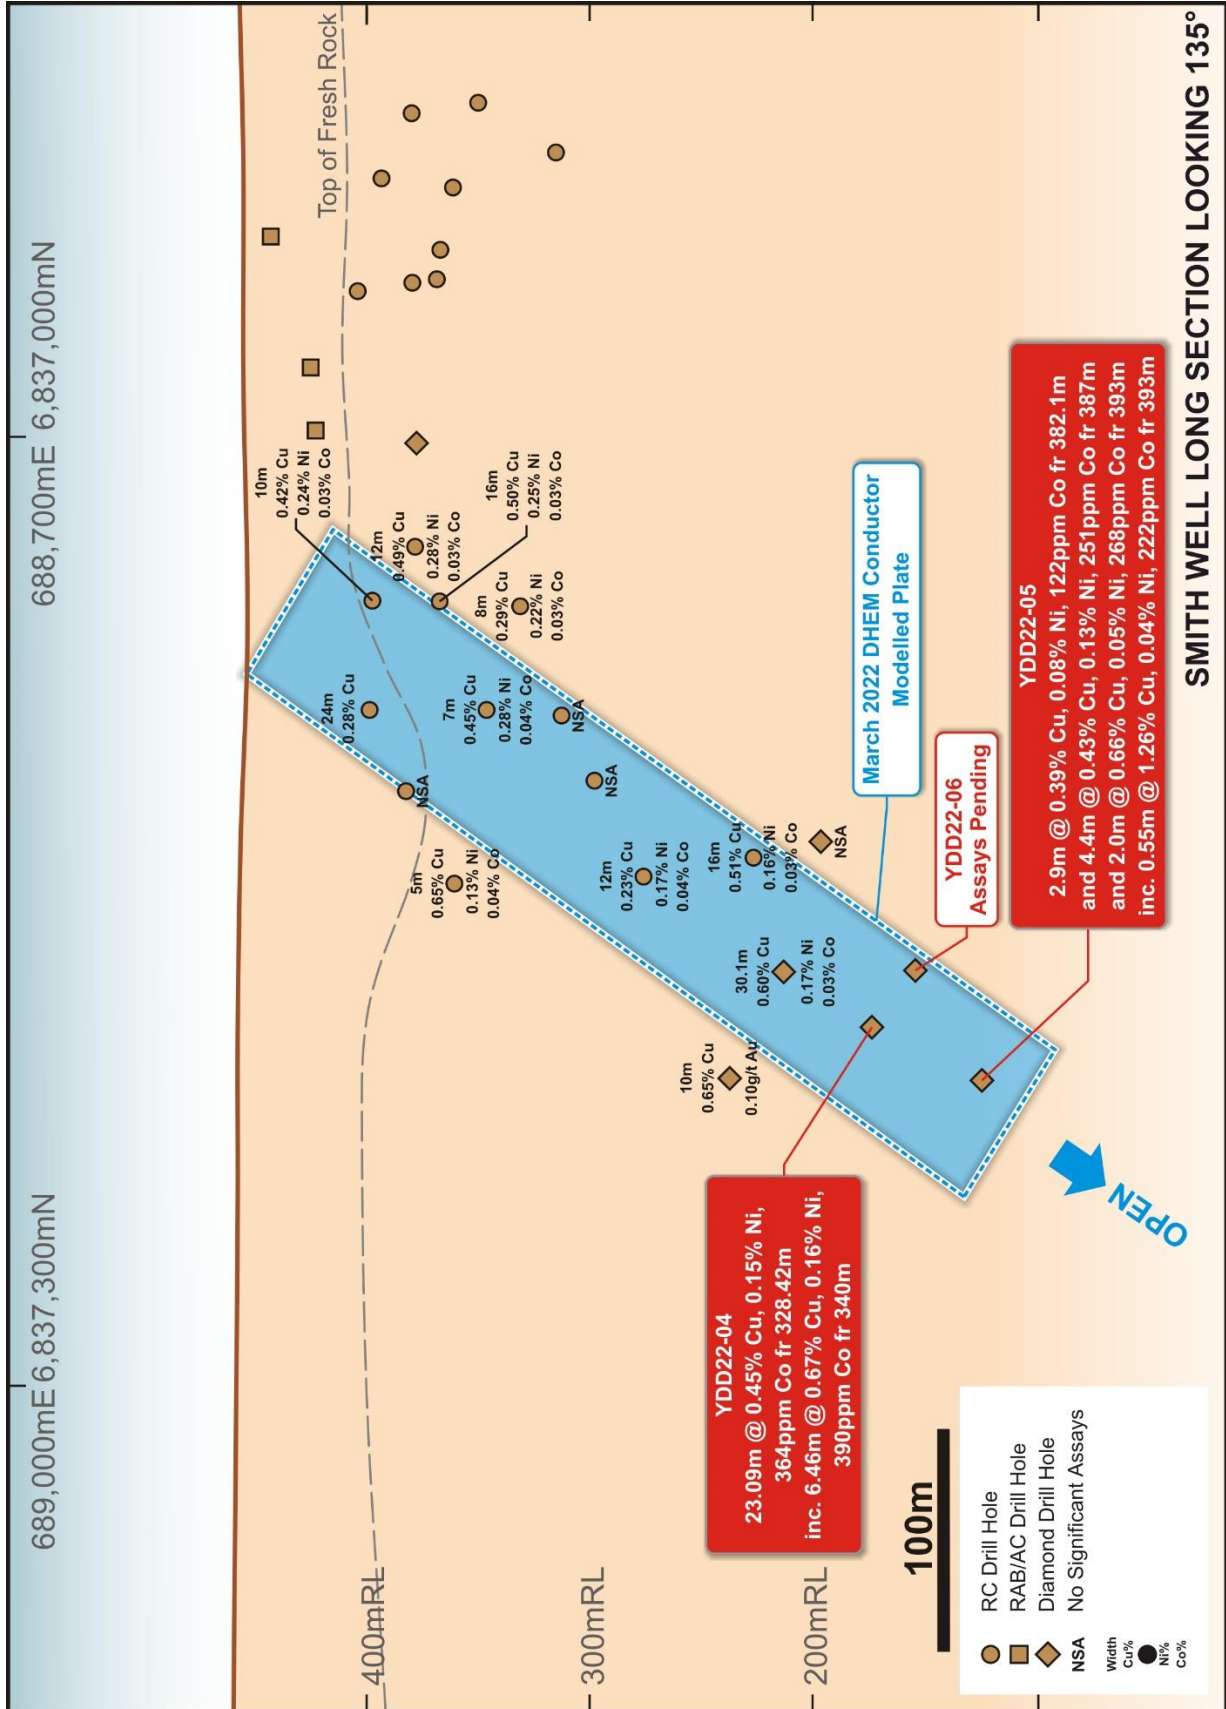 689,000mE 6,837,300mN
688,700mE 6,837,000mN
Top of Fresh Rock
400mRL
300mRL
200mRL
10m
0.42% Cu
0.24% Ni
0.03% Co
12m
0.49% Cu
0.28% Ni
0.03% Co
16m
0.50% Cu
0.25% Ni
0.03% Co
8m
0.29% Cu
0.22% Ni
0.03% Co
24m
0.28% Cu
7m
0.45% Cu
0.28% Ni
0.04% Co
NSA
NSA
NSA
5m
0.65% Cu
0.13% Ni
0.04% Co
12m
0.23% Cu
0.17% Ni
0.04% Co
16m
0.51% Cu
0.16% Ni
0.03% Co
NSA
30.1m
0.60% Cu
0.17% Ni
0.03% Co
10m
0.65% Cu
0.10g/t Au
March 2022 DHEM Conductor
Modelled Plate
YDD22-06
Assays Pending
YDD22-04
23.09m @ 0.45% Cu, 0.15% Ni,
364ppm Co fr 328.42m
inc. 6.46m @ 0.67% Cu, 0.16% Ni,
390ppm Co fr 340m
YDD22-05
2.9m @ 0.39% Cu, 0.08% Ni, 122ppm Co fr 382.1m
and 4.4m @ 0.43% Cu, 0.13% Ni, 251ppm Co fr 387m
and 2.0m @ 0.66% Cu, 0.05% Ni, 268ppm Co fr 393m
inc. 0.55m @ 1.26% Cu, 0.04% Ni, 222ppm Co fr 393m
OPEN
100m
RC Drill Hole
RAB/AC Drill Hole
Diamond Drill Hole
NSA No Significant Assays
Width
Cu%
Ni%
Co%
SMITH WELL LONG SECTION LOOKING 135°